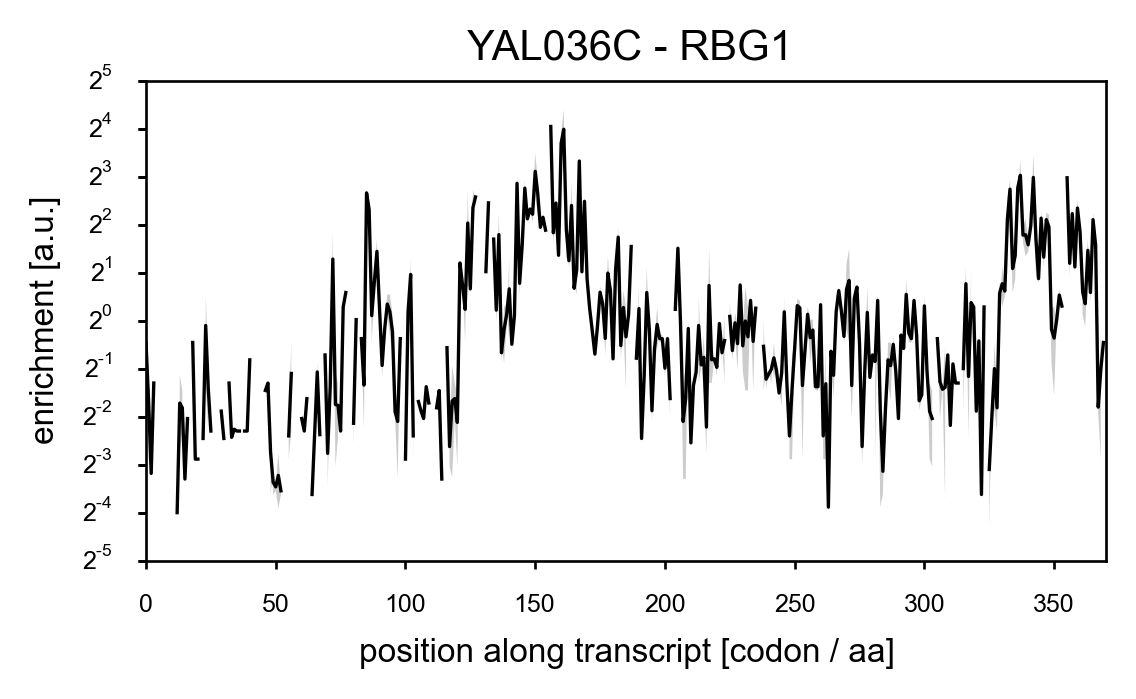 YAL036C - RBG1
2^5
2^4
2^3
2^2
2^1
2^0
2^-1
2^-2
2^-3
2^-4
2^-5
enrichment [a.u.]
0 50 100 150 200 250 300 350
position along transcript [codon / aa]